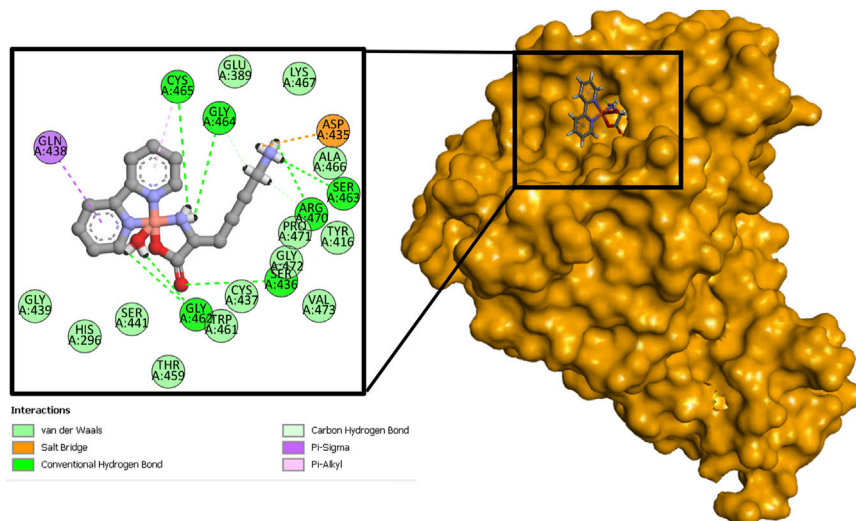 GLU
A:389
LYS
A:467
CYS
A:465
GLY
A:464
ASP
A:435
GLN
A:438
ALA
A:466
SER
A:463
ARG
A:470
PRO
A:471
TYR
A:416
GLY
A:472
SER
A:436
CYS
A:437
VAL
A:473
GLY
A:439
SER
A:441
GLY
A:462
TRP
A:461
HIS
A:296
THR
A:459
Interactions
van der Waals
Salt Bridge
Conventional Hydrogen Bond
Carbon Hydrogen Bond
Pi-Sigma
Pi-Alkyl